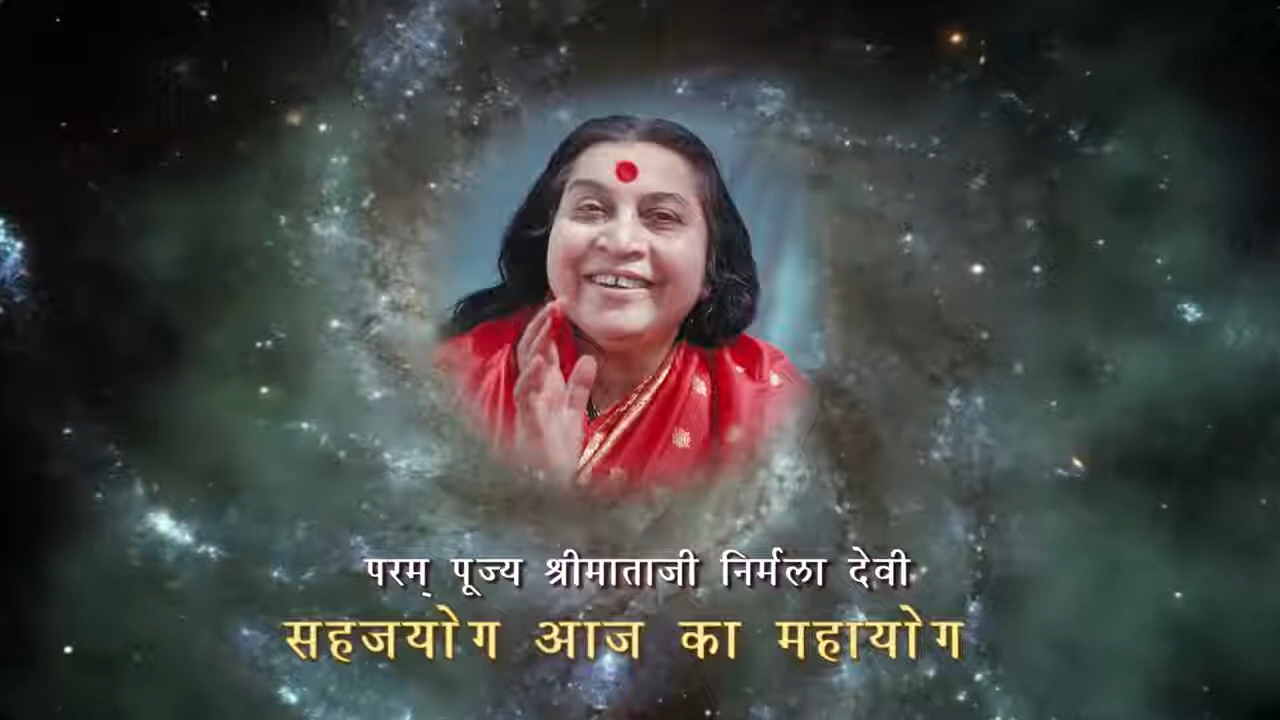 परम् पूज्य श्रीमाताजी निर्मला देवी
सहजयोग आज का महायोग